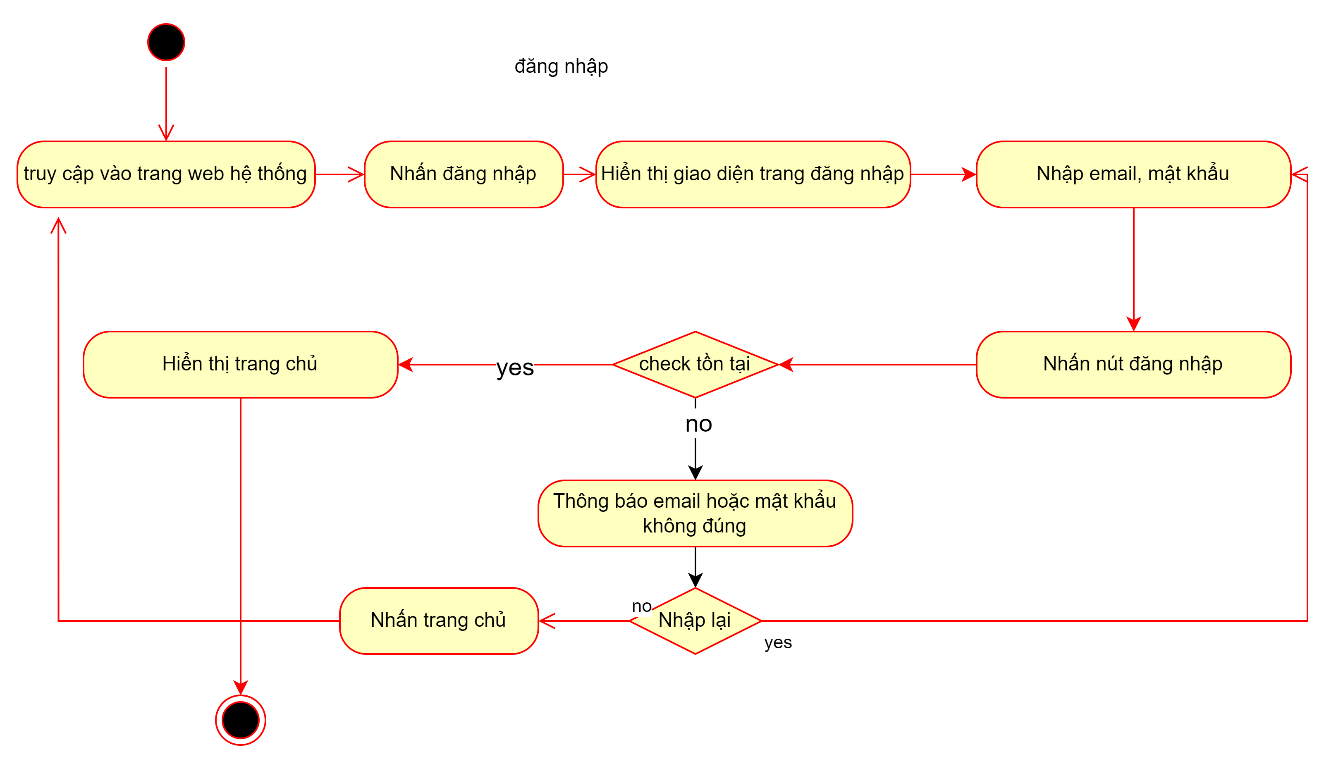 đăng nhập
truy cập vào trang web hệ thống
Nhấn đăng nhập
Hiển thị giao diện trang đăng nhập
Nhập email, mật khẩu
Hiển thị trang chủ
yes
check tồn tại
Nhấn nút đăng nhập
no
Thông báo email hoặc mật khẩu
không đúng
Nhấn trang chủ
no
Nhập lại
yes